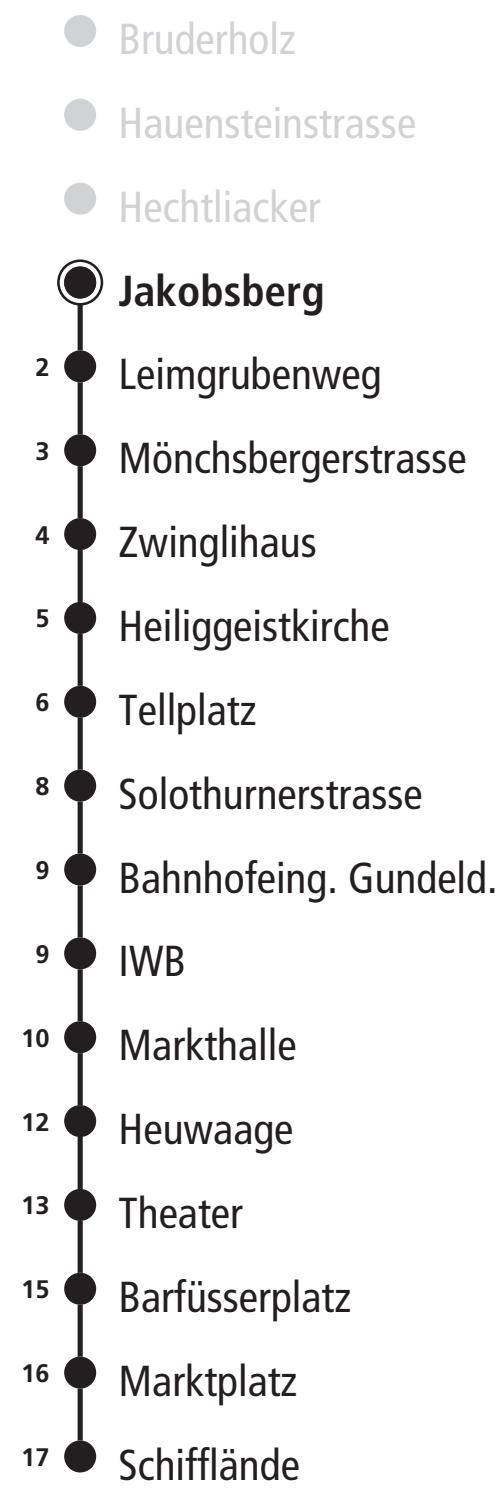 Bruderholz
Hauensteinstrasse
Hechtliacker
Jakobsberg
2 Leimgrubenweg
3 Mönchsbergerstrasse
4 Zwinglihaus
5 Heiliggeistkirche
6 Tellplatz
8 Solothurnerstrasse
9 Bahnhofeing. Gundeld.
9 IWB
10 Markthalle
12 Heuwaage
13 Theater
15 Barfüsserplatz
16 Marktplatz
17 Schifflände